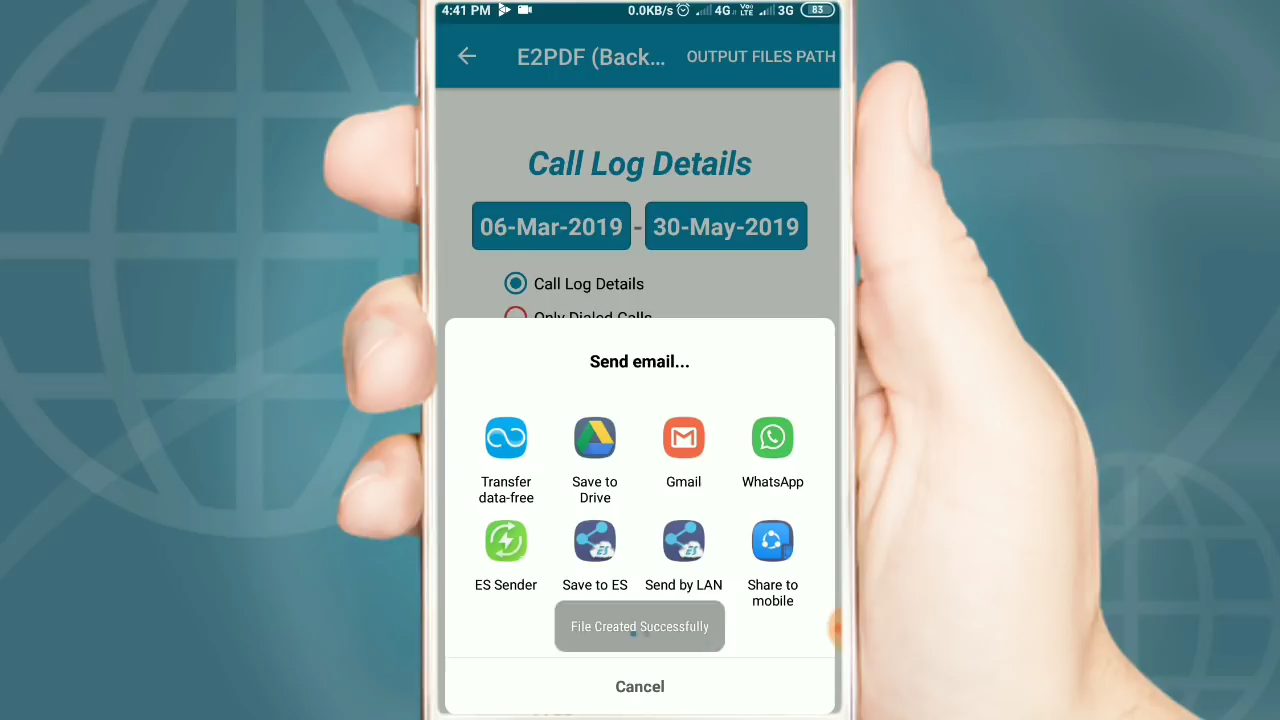 4:41 PM 0.0KB/s 4G Vo LTE 3G 83
E2PDF (Back... OUTPUT FILES PATH
Call Log Details
06-Mar-2019 - 30-May-2019
Call Log Details
Only Dialed Calls
Send email...
Transfer data-free
Save to Drive
Gmail
WhatsApp
ES Sender
Save to ES
Send by LAN
Share to mobile
File Created Successfully
Cancel